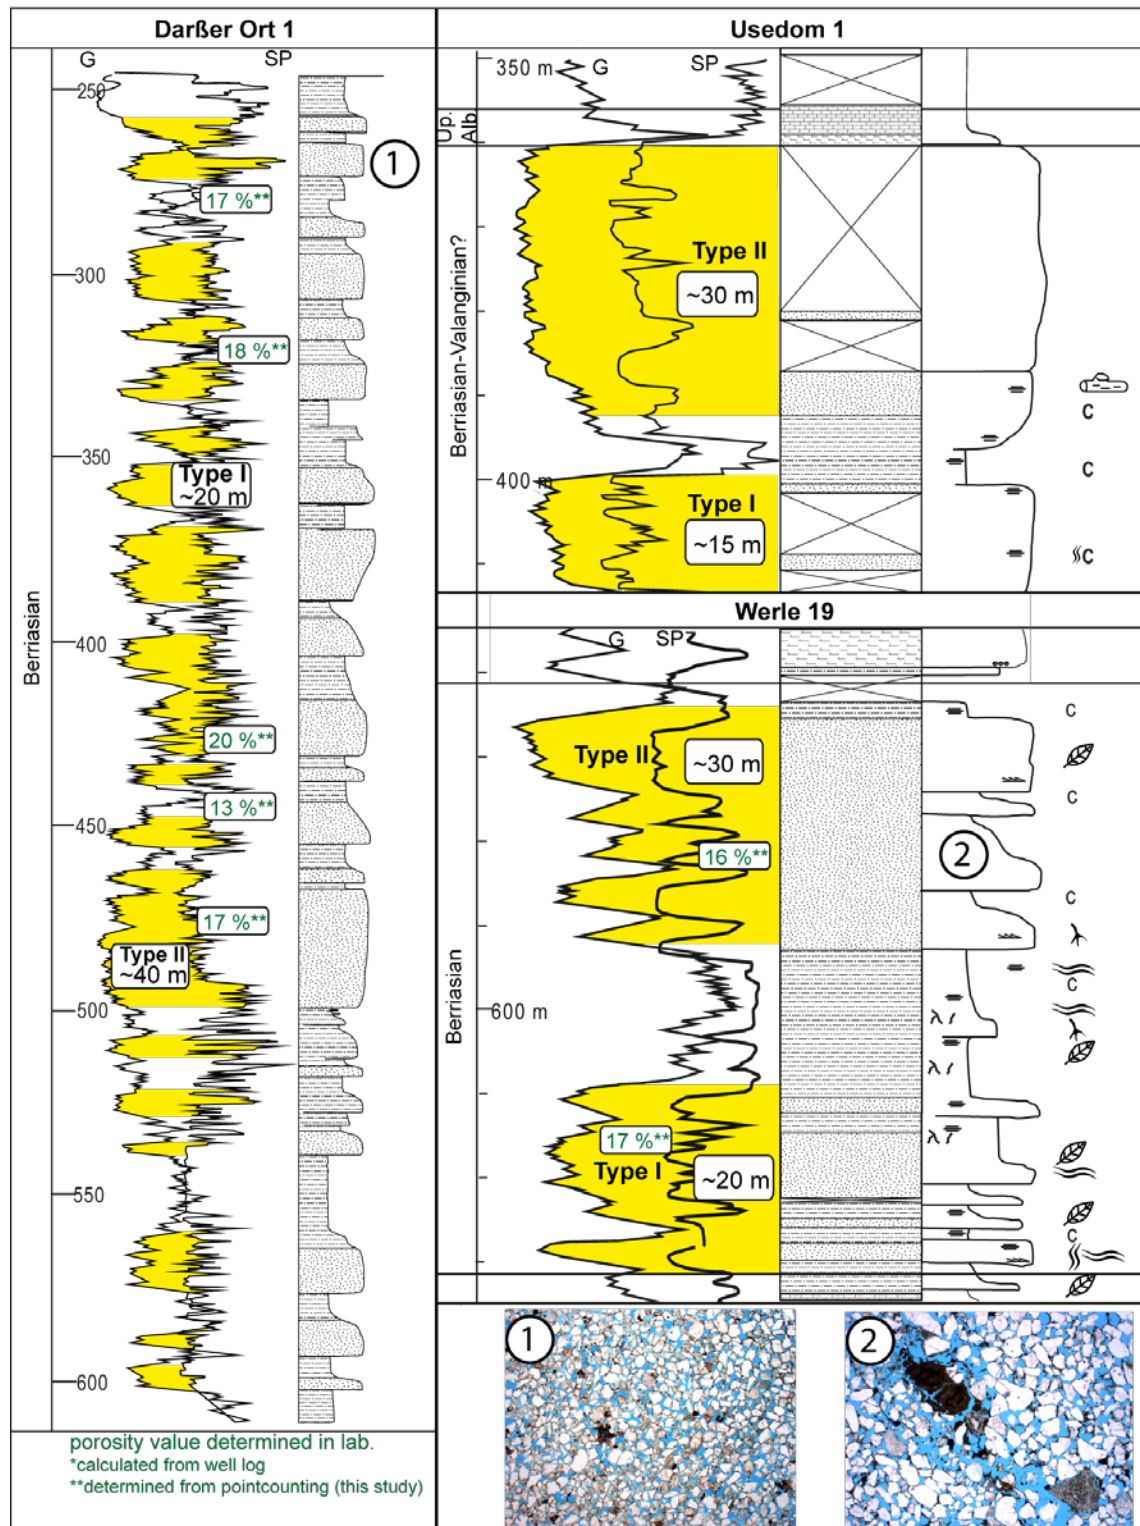 Darßer Ort 1
G
SP
250
17 %**
300
18 %**
350
Type I
~20 m
400
20 %**
13 %**
450
17 %**
Type II
~40 m
500
550
600
Berriasian
1
porosity value determined in lab.
*calculated from well log
**determined from pointcounting (this study)
Usedom 1
350 m
G
SP
Up.
Alb.
Berriasian-Valanginian?
Type II
~30 m
C
C
400 m
Type I
~15 m
C
Werle 19
G
SP
C
Type II
~30 m
C
16 %**
2
C
C
Berriasian
600 m
17 %**
Type I
~20 m
C
1
2